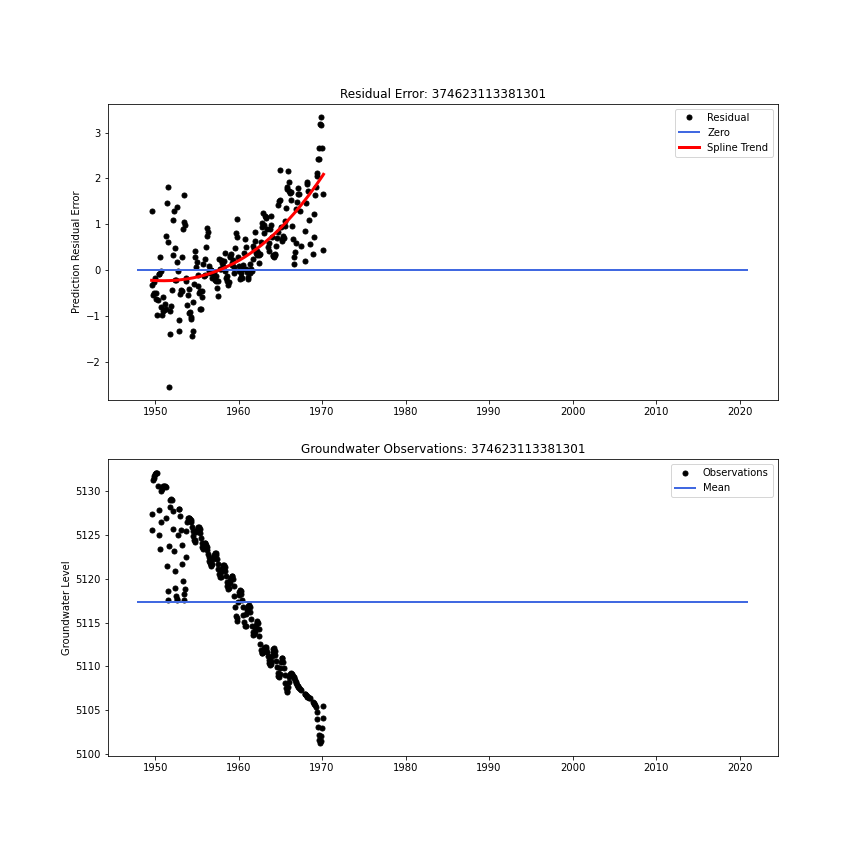 Residual Error: 374623113381301
Prediction Residual Error
3
2
1
0
−1
−2
Residual
Zero
Spline Trend
1950 1960 1970 1980 1990 2000 2010 2020
Groundwater Observations: 374623113381301
Groundwater Level
5130
5125
5120
5115
5110
5105
5100
Observations
Mean
1950 1960 1970 1980 1990 2000 2010 2020